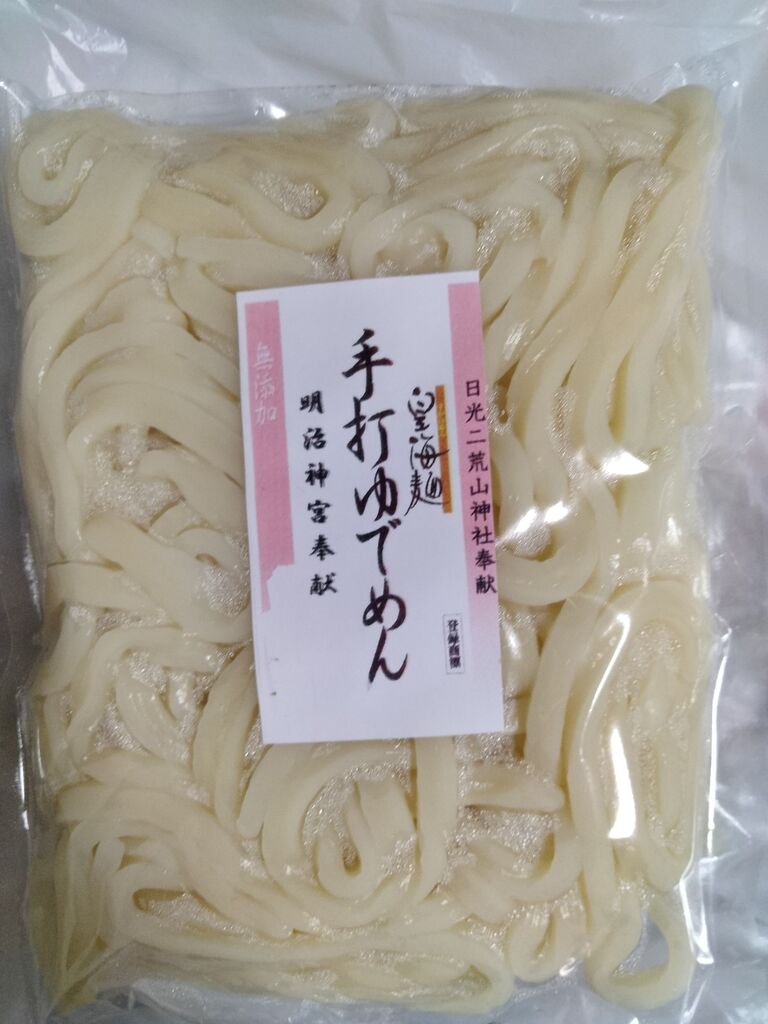 日光二荒山神社奉献
皇海麺
手打ゆでめん
登録商標
明治神宮奉献
無添加